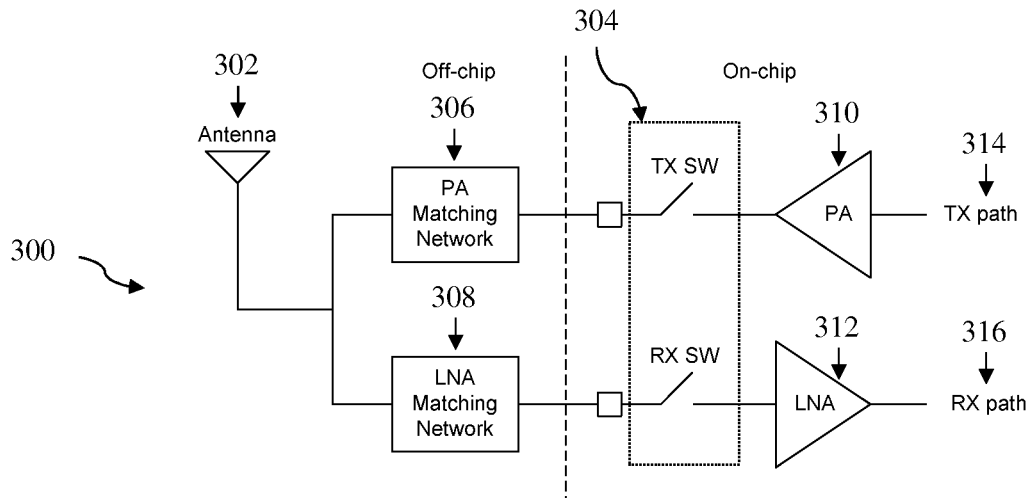 304
Off-chip
On-chip
302
306
310
314
Antenna
PA
Matching
Network
TX SW
PA
TX path
300
308
312
316
LNA
Matching
Network
RX SW
LNA
RX path